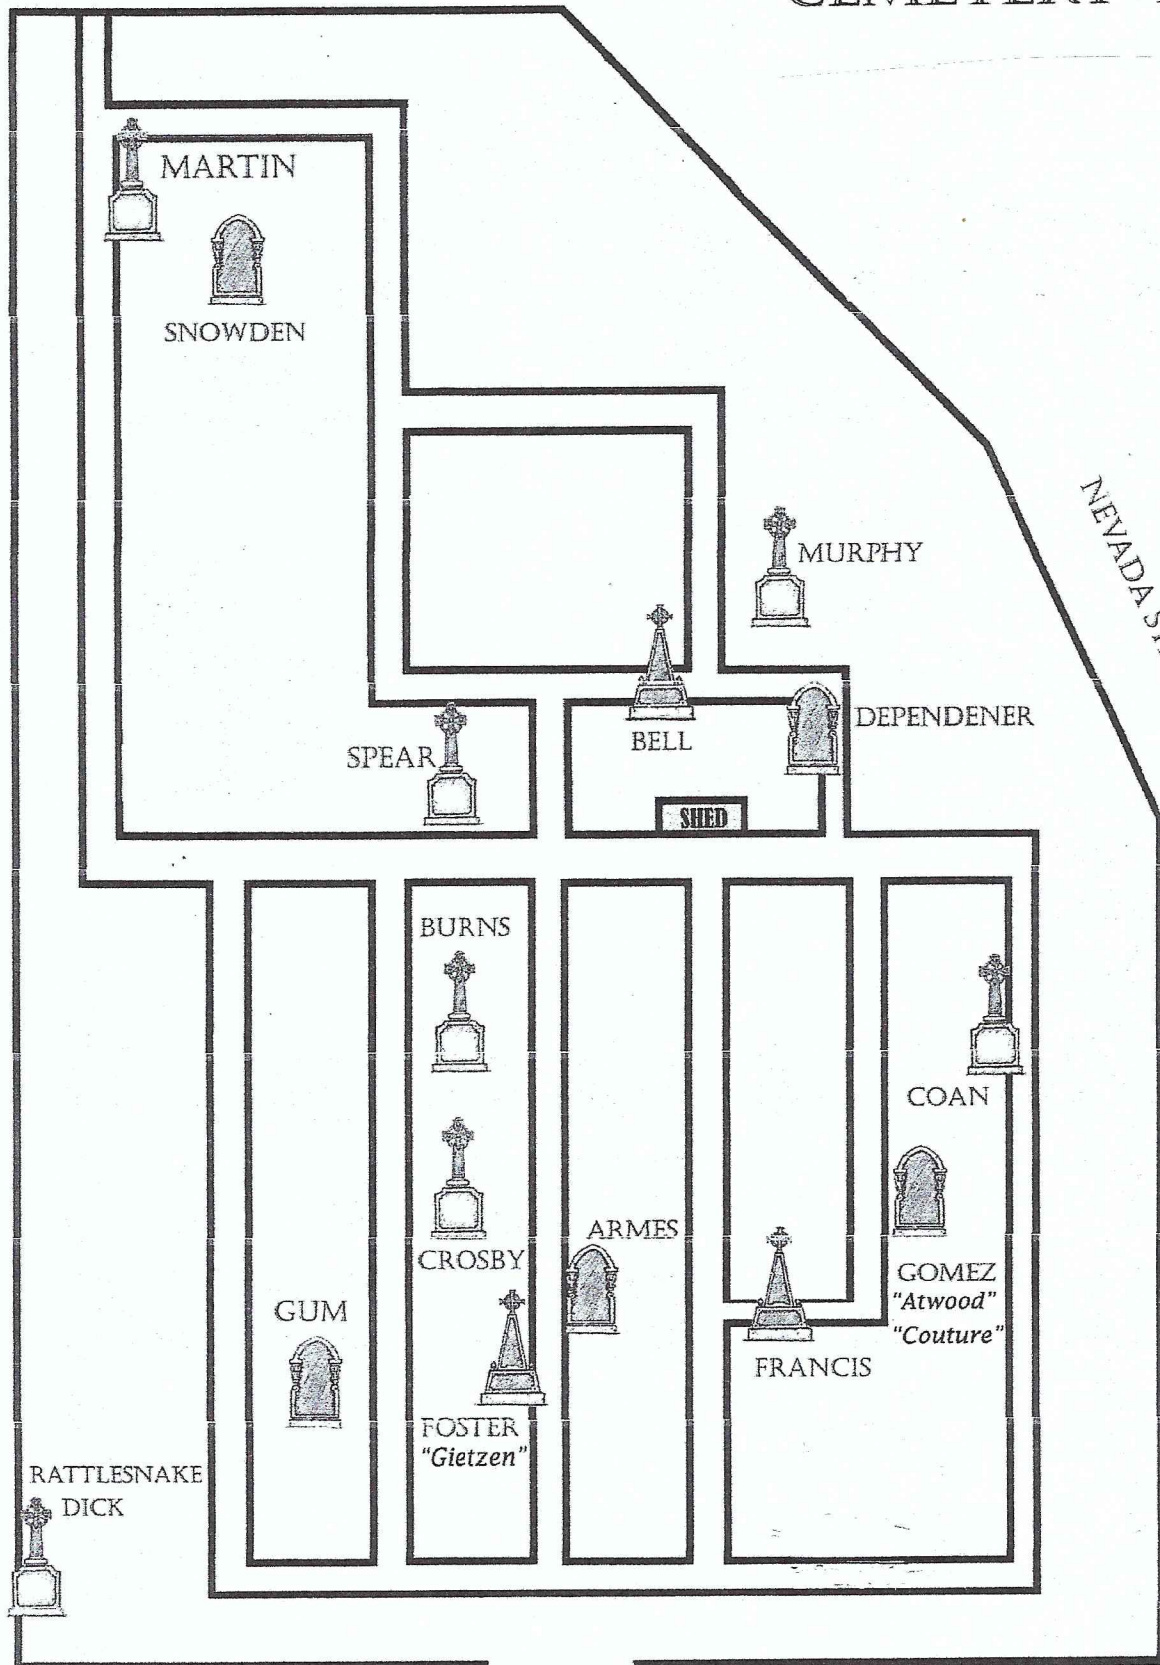 CEMETERY
MARTIN
SNOWDEN
NEVADA
MURPHY
DEPENDENER
BELL
SPEAR
SHED
BURNS
COAN
CROSBY
ARMES
GOMEZ
"Atwood"
"Couture"
GUM
FRANCIS
FOSTER
"Gietzen"
RATTLESNAKE
DICK